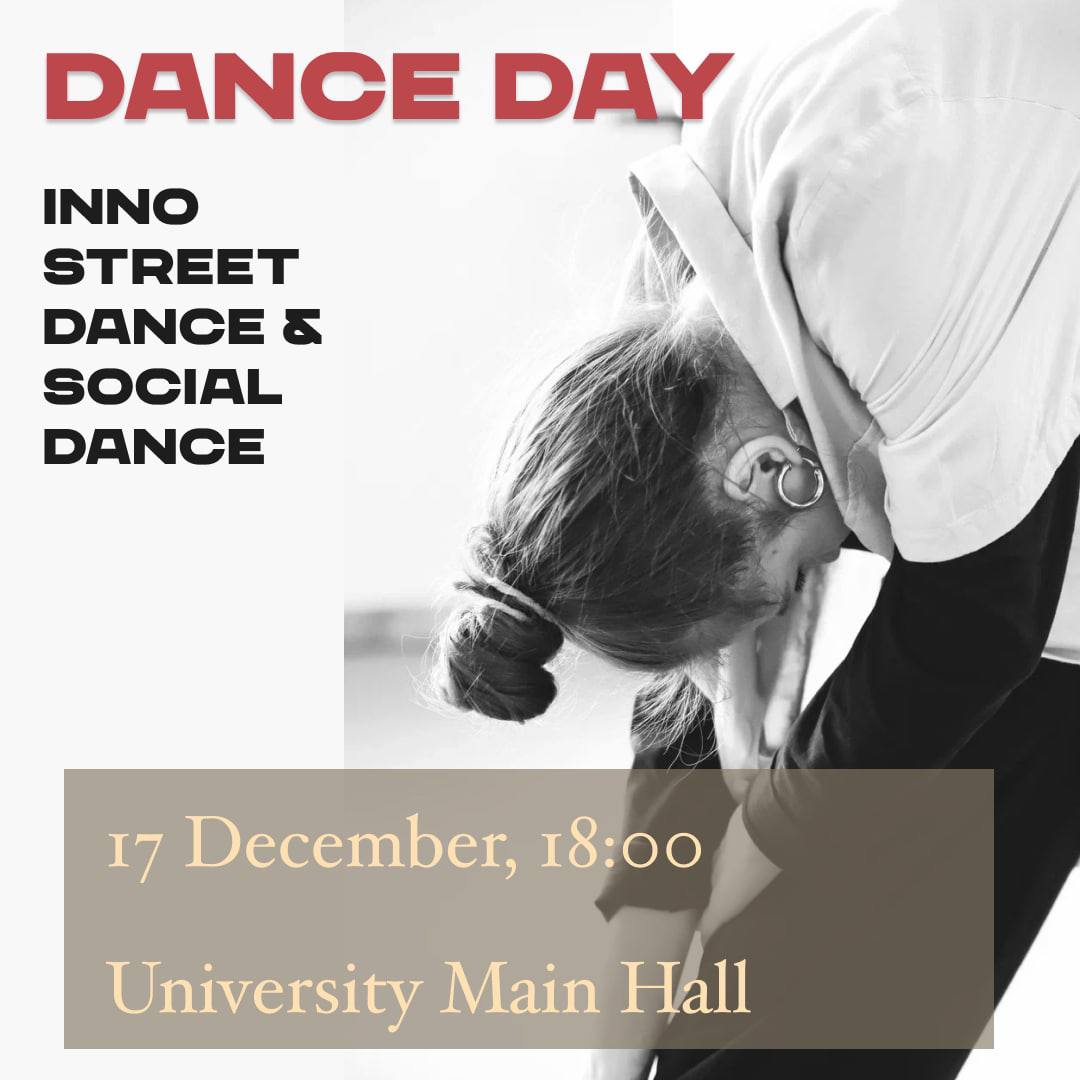 DANCE DAY
INNO
STREET
DANCE &
SOCIAL
DANCE
17 December, 18:00
University Main Hall